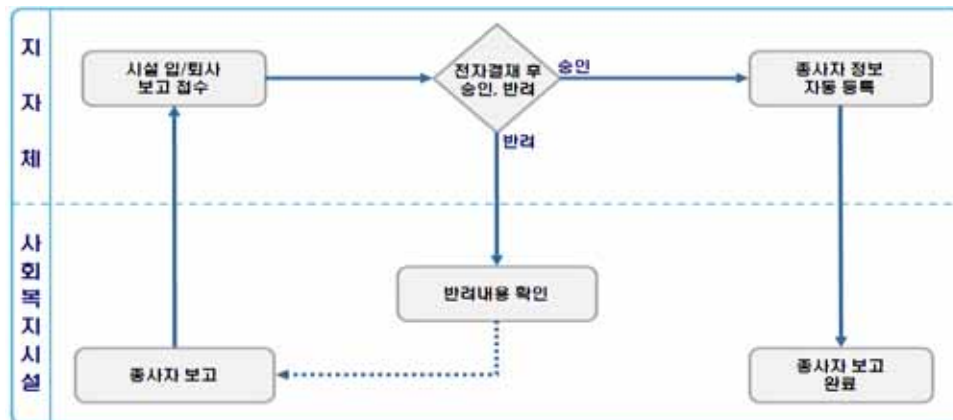 지자체
시설 입/퇴사
보고 접수
전자결재 후
승인, 반려
승인
종사자 정보
자동 등록
반려
사회복지시설
반려내용 확인
종사자 보고
종사자 보고
완료